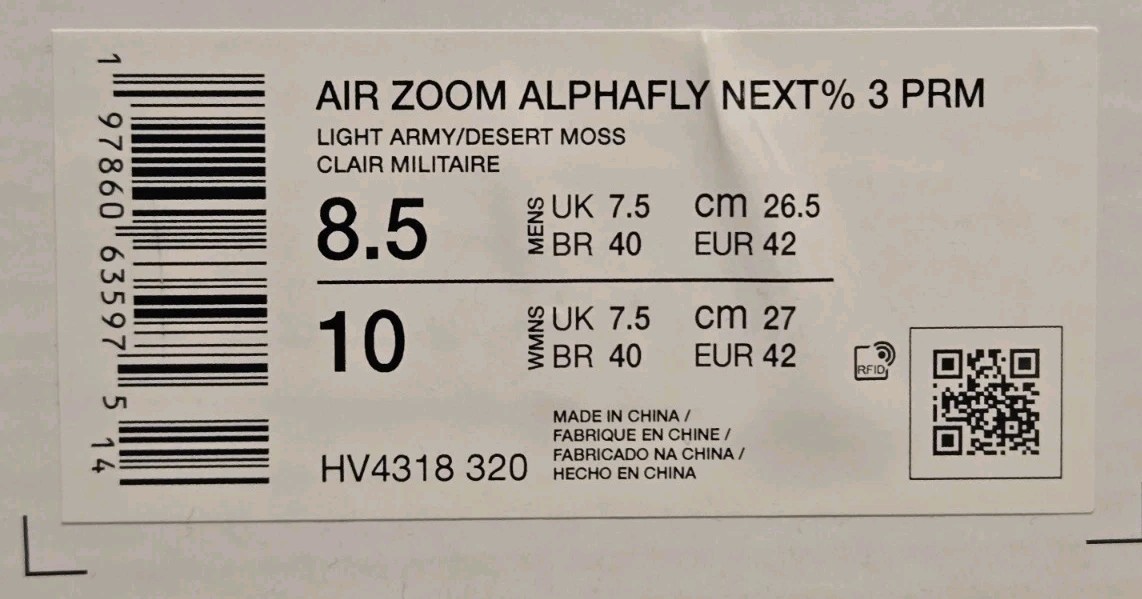 AIR ZOOM ALPHAFLY NEXT% 3 PRM
LIGHT ARMY/DESERT MOSS
CLAIR MILITAIRE
8.5
MENS
UK 7.5 cm 26.5
BR 40 EUR 42
10
WMNS
UK 7.5 cm 27
BR 40 EUR 42
RFID
MADE IN CHINA /
FABRIQUE EN CHINE /
FABRICADO NA CHINA /
HECHO EN CHINA
HV4318 320
1 97860 63597 5 14